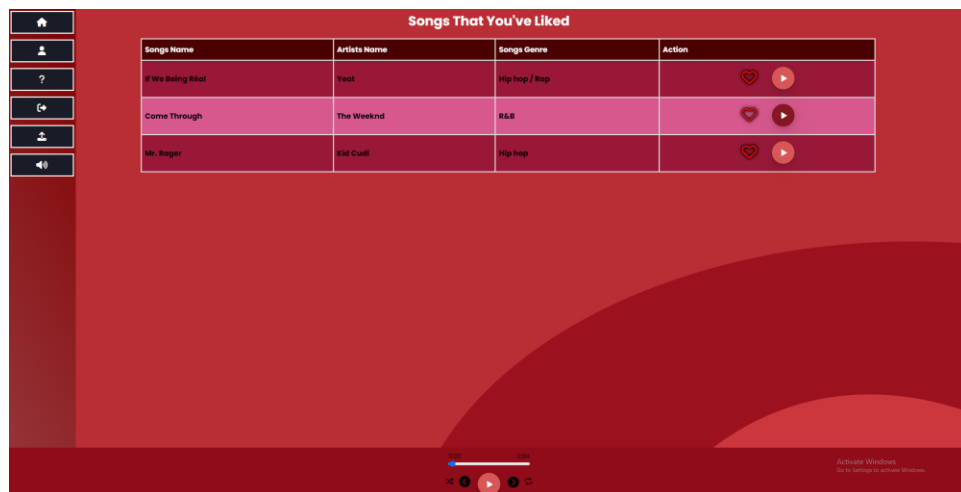 Songs That You've Liked
Songs Name Artists Name Songs Genre Action
If We Being Rëal Yeat Hip hop / Rap
Come Through The Weeknd R&B
Mr. Rager Kid Cudi Hip hop
?
Activate Windows
Go to Settings to activate Windows.